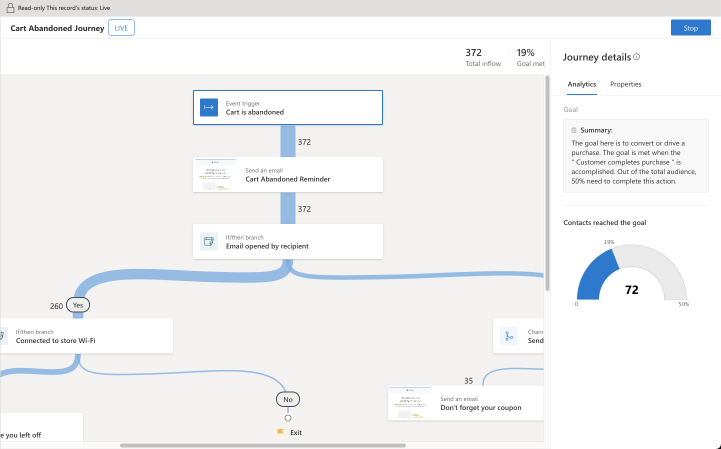 Read-only This record's status: Live
Cart Abandoned Journey
LIVE
Stop
372
Total inflow
19%
Goal met
Journey details
Analytics
Properties
Goal
Summary:
The goal here is to convert or drive a
purchase. The goal is met when the
" Customer completes purchase " is
accomplished. Out of the total audience,
50% need to complete this action.
Contacts reached the goal
19%
72
0
50%
Event trigger
Cart is abandoned
372
Send an email
Cart Abandoned Reminder
372
If/then branch
Email opened by recipient
260
Yes
If/then branch
Connected to store Wi-Fi
Chann
Send
No
Exit
35
Send an email
Don't forget your coupon
e you left off